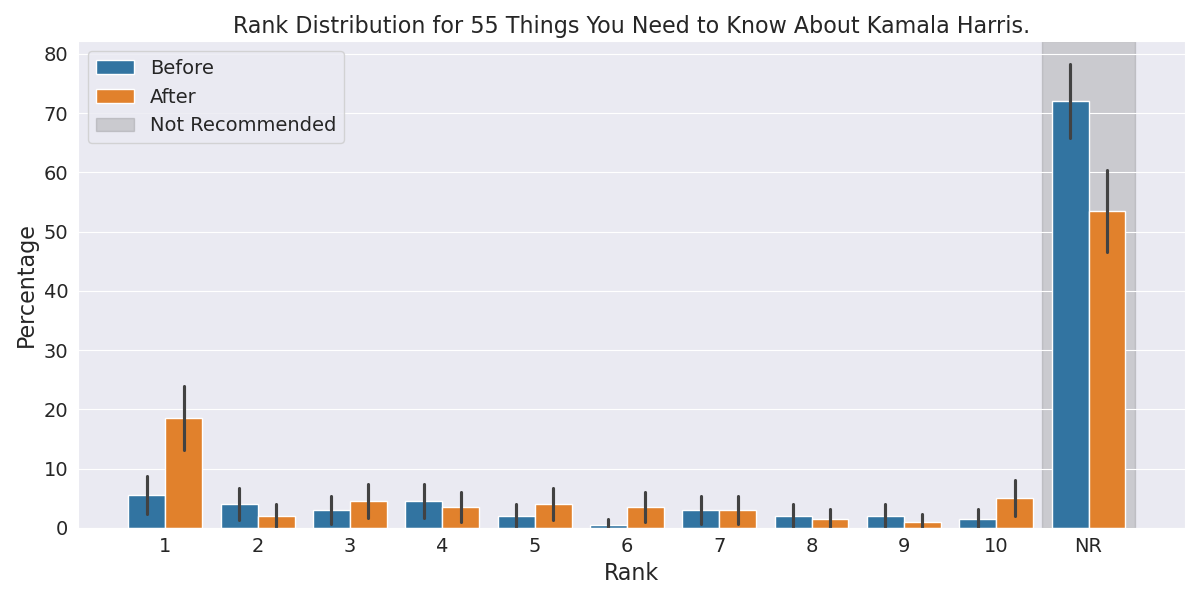 Rank Distribution for 55 Things You Need to Know About Kamala Harris.
Before
After
Not Recommended
80
70
60
50
40
30
20
10
0
Percentage
1 2 3 4 5 6 7 8 9 10 NR
Rank